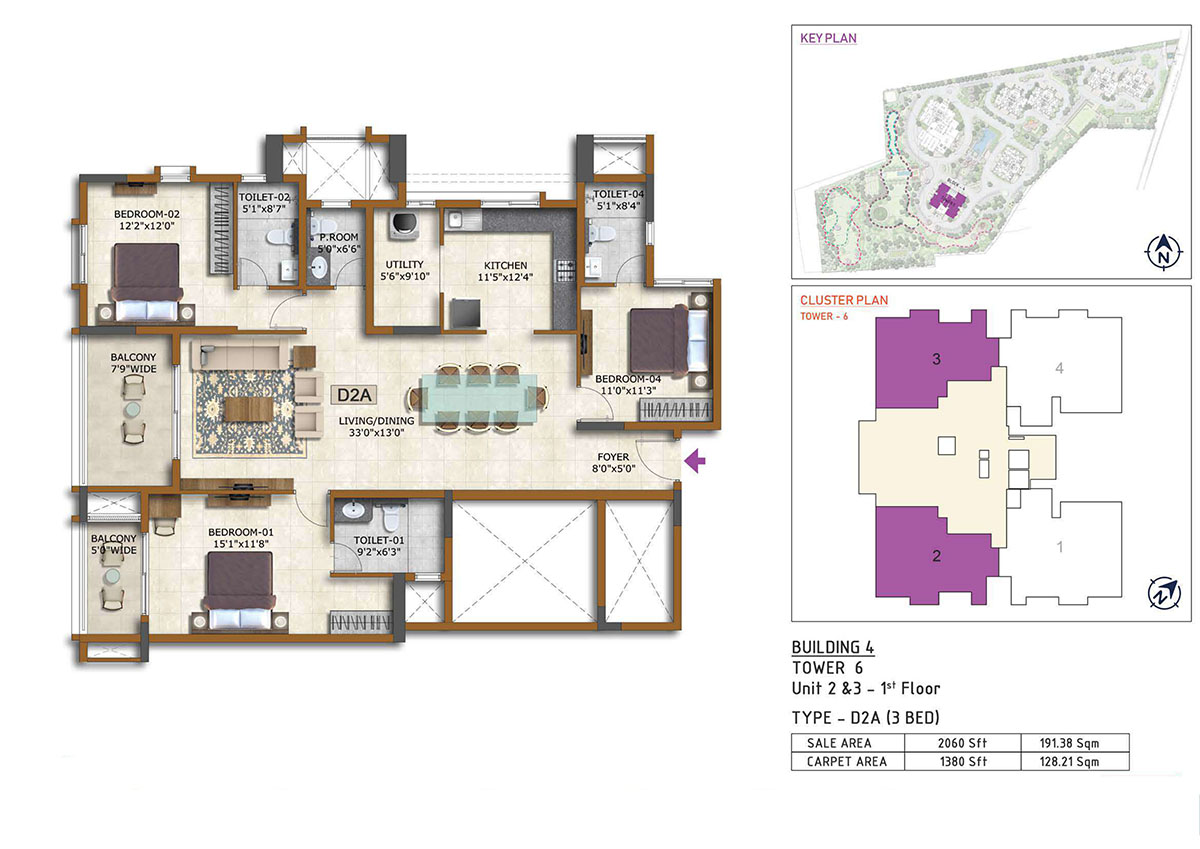 KEY PLAN
N
CLUSTER PLAN
TOWER - 6
3
4
2
1
N
BUILDING 4
TOWER 6
Unit 2 &3 - 1st Floor
TYPE - D2A (3 BED)
SALE AREA 2060 Sft 191.38 Sqm
CARPET AREA 1380 Sft 128.21 Sqm
BEDROOM-02
12'2"x12'0"
TOILET-02
5'1"x8'7"
P.ROOM
5'0"x6'6"
UTILITY
5'6"x9'10"
KITCHEN
11'5"x12'4"
TOILET-04
5'1"x8'4"
BALCONY
7'9"WIDE
D2A
LIVING/DINING
33'0"x13'0"
BEDROOM-04
11'0"x11'3"
FOYER
8'0"x5'0"
BALCONY
5'0"WIDE
BEDROOM-01
15'1"x11'8"
TOILET-01
9'2"x6'3"